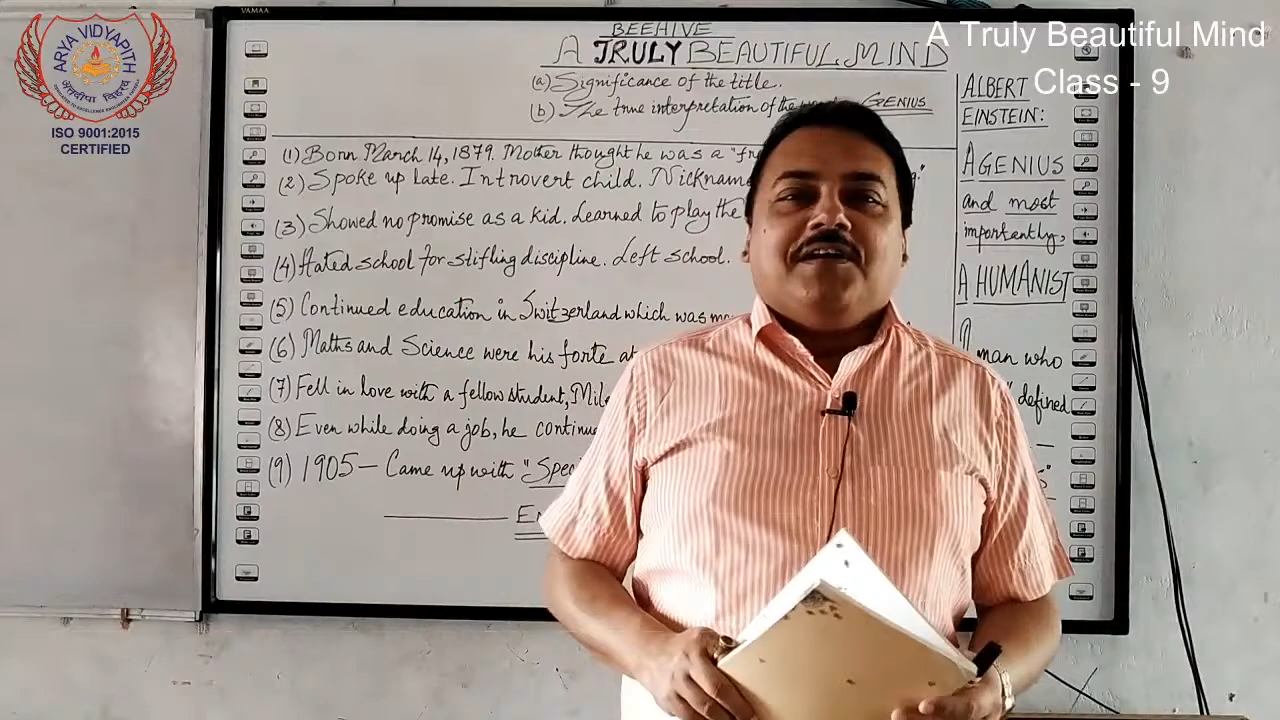 VAMAA
ARYA VIDYAPITH
ISO 9001:2015
CERTIFIED
A Truly Beautiful Mind
Class - 9
BEEHIVE
A TRULY BEAUTIFUL MIND
(a) Significance of the title.
(b) The true interpretation of the GENIUS
(1) Born March 14, 1879. Mother thought he was a
(2) Spoke up late. Introvert child. Nickname
(3) Showed no promise as a kid. Learned to play the
(4) Hated school for stifling discipline. Left school.
(5) Continued education in Switzerland which was
(6) Maths and Science were his forte
(7) Fell in love with a fellow student,
(8) Even while doing a job, he
(9) 1905 – Came up with
ALBERT
EINSTEIN:
A GENIUS
and most
importantly,
A HUMANIST
man who
defined